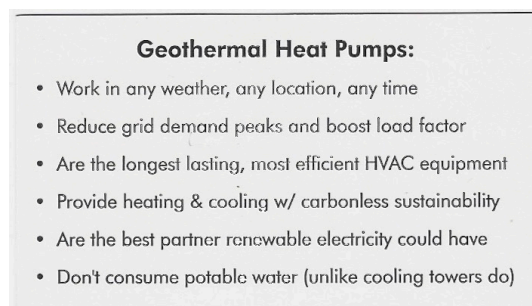 Geothermal Heat Pumps:
• Work in any weather, any location, any time
• Reduce grid demand peaks and boost load factor
• Are the longest lasting, most efficient HVAC equipment
• Provide heating & cooling w/ carbonless sustainability
• Are the best partner renewable electricity could have
• Don't consume potable water (unlike cooling towers do)